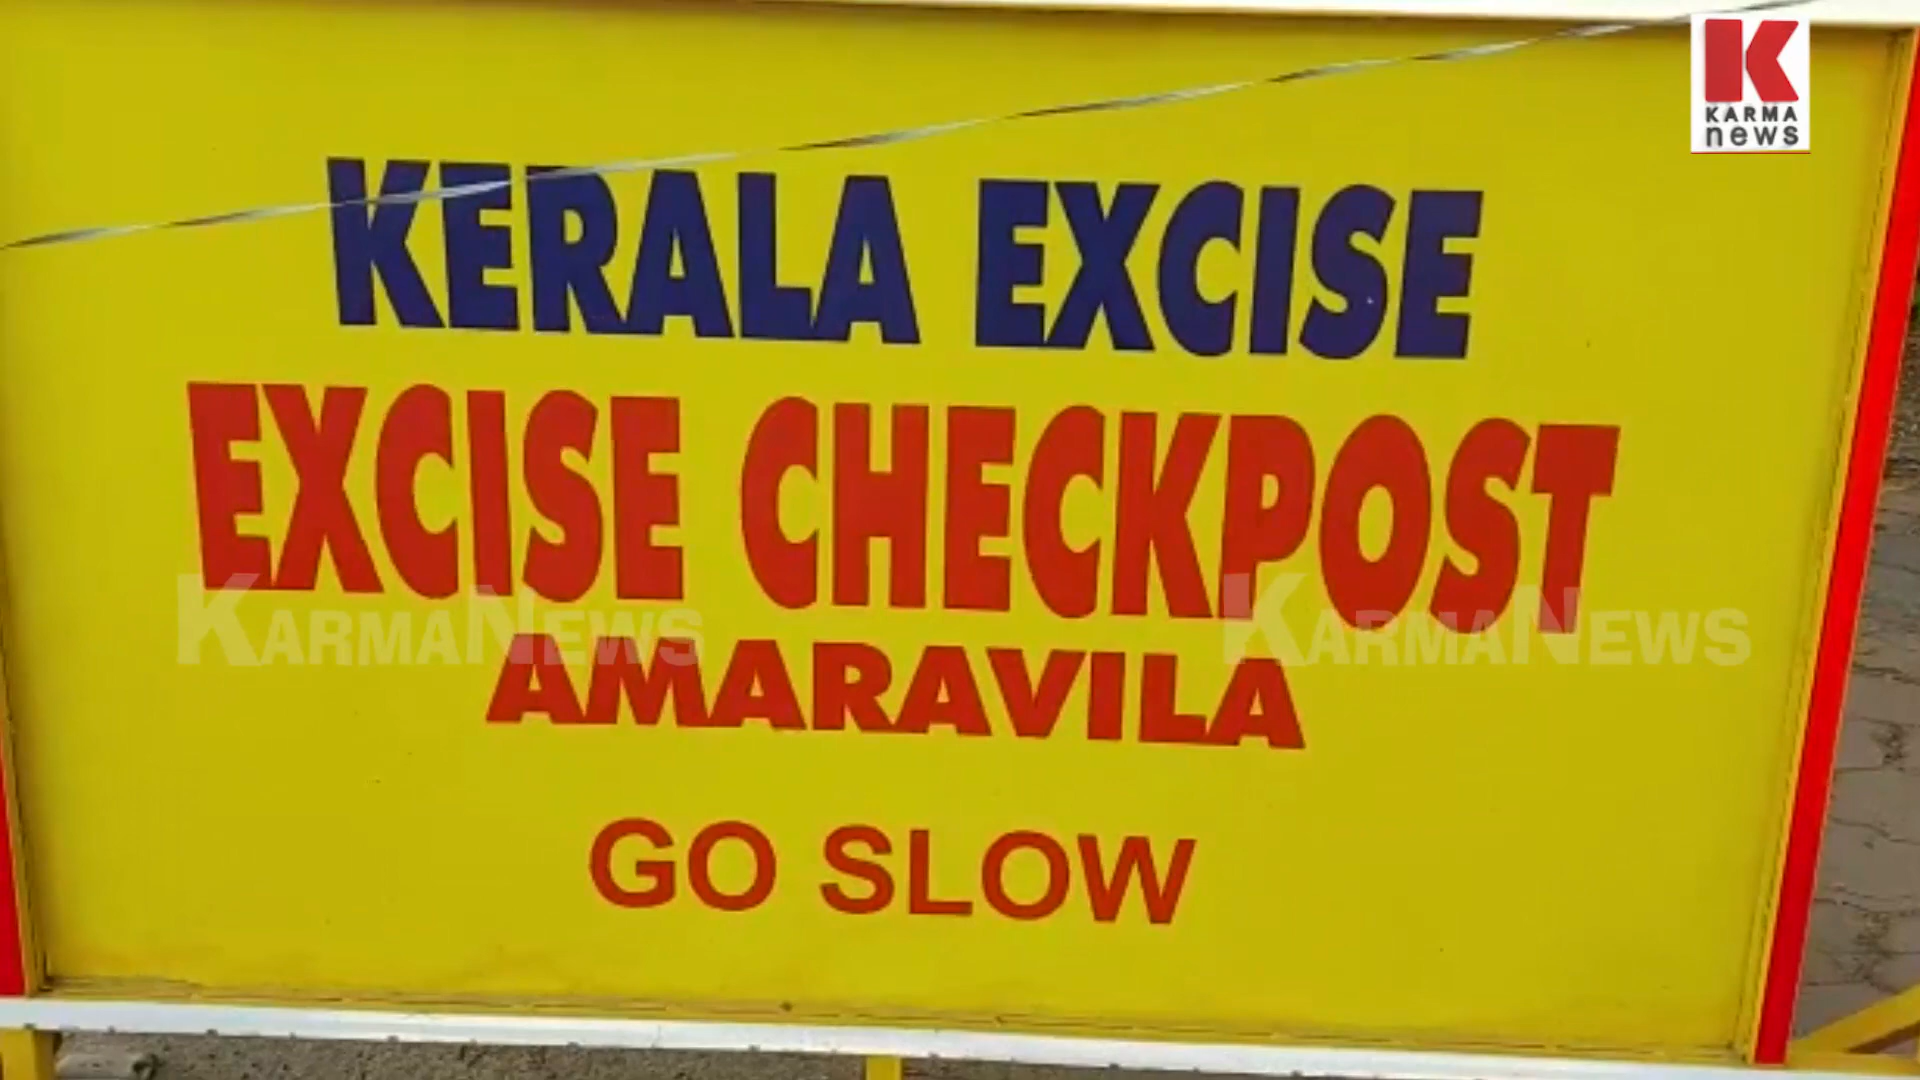 KARMA
news
KERALA EXCISE
EXCISE CHECKPOST
KARMANEWS KARMANEWS
AMARAVILA
GO SLOW